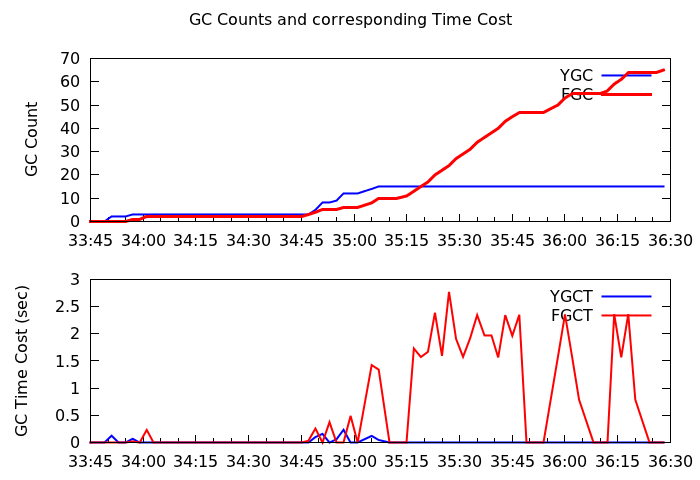 GC Counts and corresponding Time Cost
GC Count
70
60
50
40
30
20
10
0
YGC
FGC
33:45 34:00 34:15 34:30 34:45 35:00 35:15 35:30 35:45 36:00 36:15 36:30
GC Time Cost (sec)
3
2.5
2
1.5
1
0.5
0
YGCT
FGCT
33:45 34:00 34:15 34:30 34:45 35:00 35:15 35:30 35:45 36:00 36:15 36:30